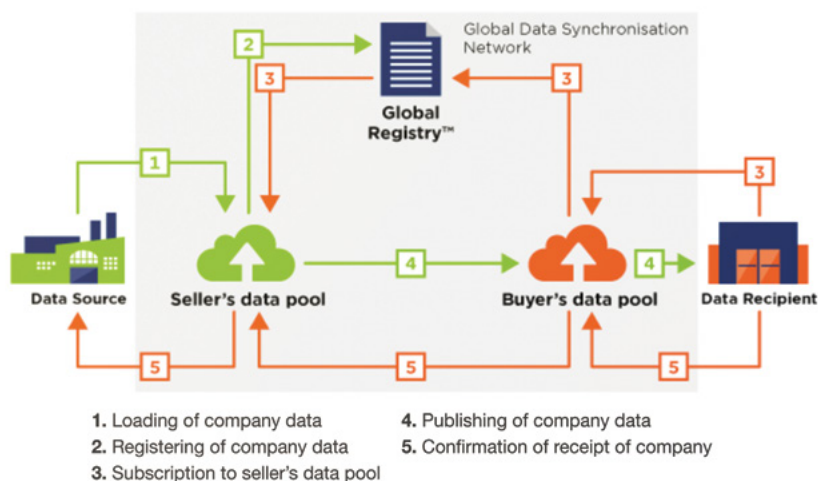 Global Data Synchronisation
Network
2
3
3
Global
Registry™
1
3
4
4
Data Source
Seller's data pool
Buyer's data pool
Data Recipient
5
5
5
1. Loading of company data
2. Registering of company data
3. Subscription to seller's data pool
4. Publishing of company data
5. Confirmation of receipt of company